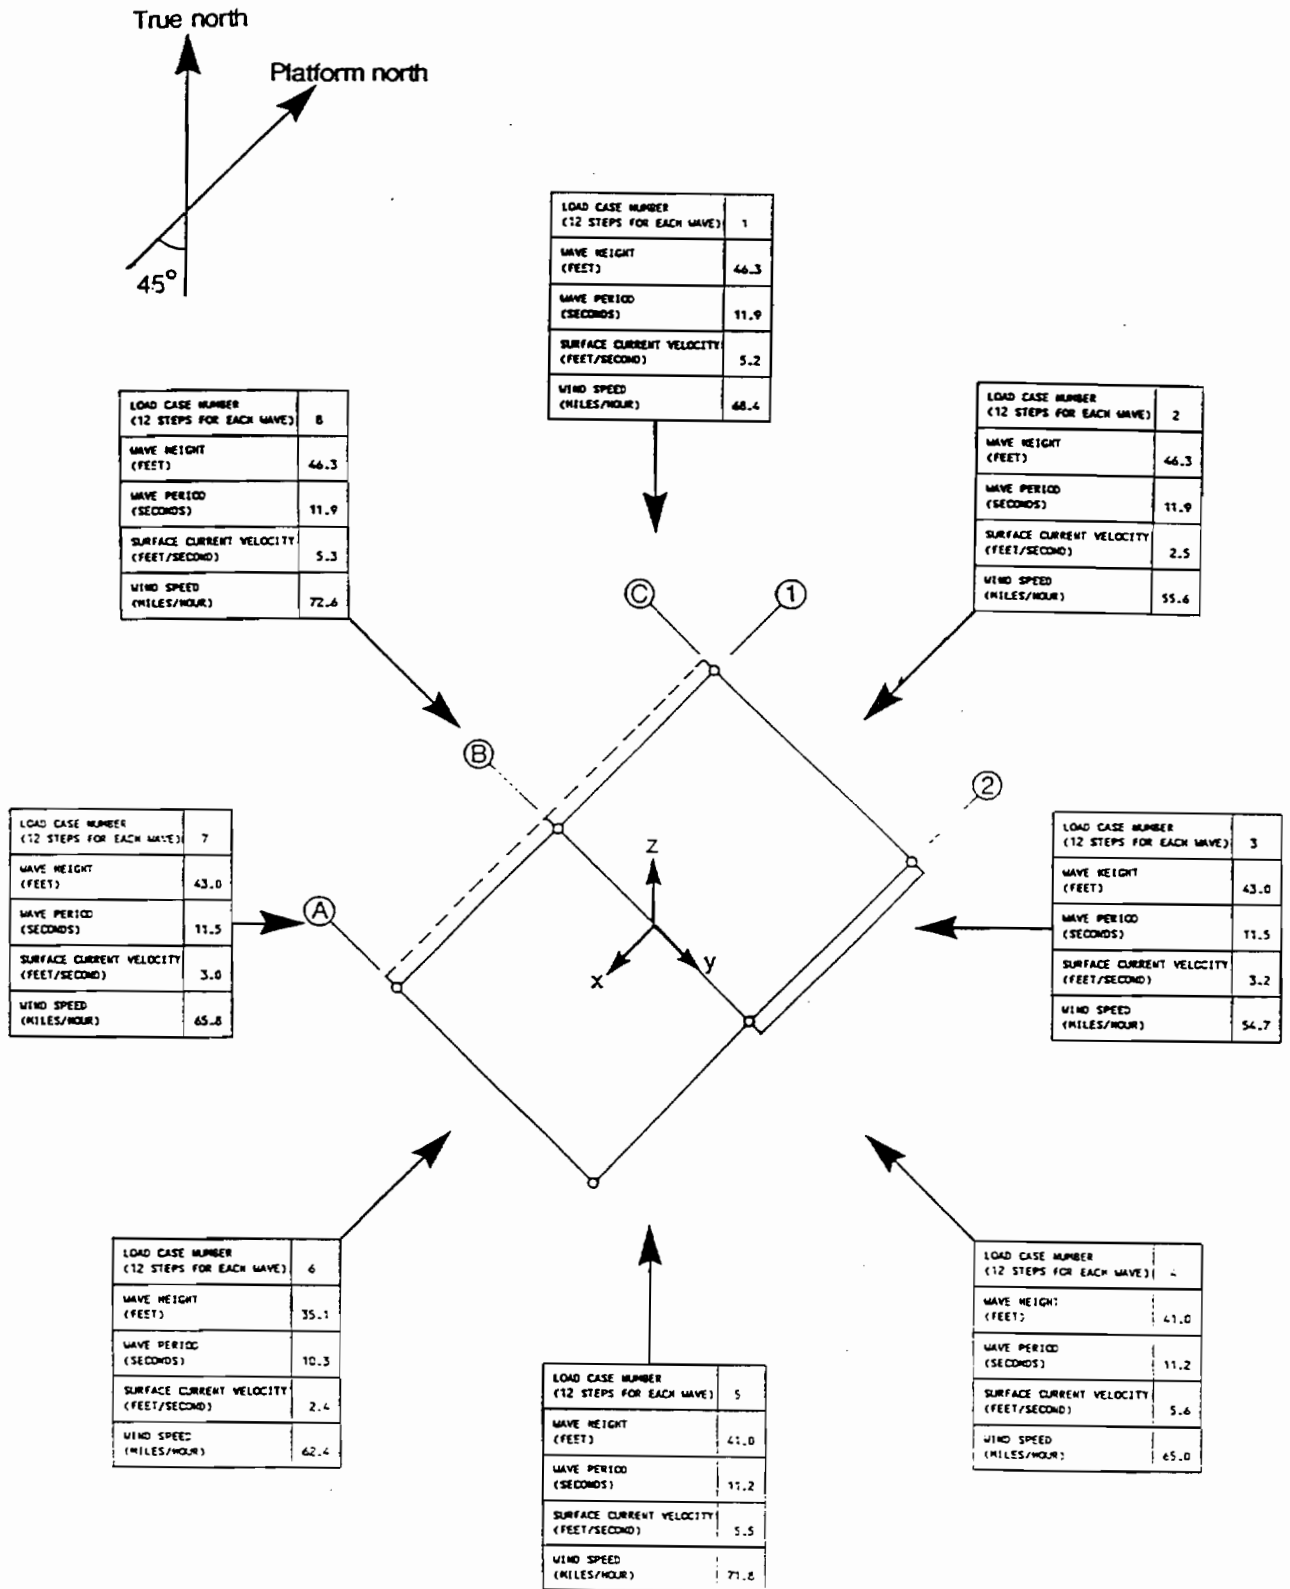 True north
Platform north
45°
LOAD CASE NUMBER
(12 STEPS FOR EACH WAVE) 1
WAVE HEIGHT
(FEET) 46.3
WAVE PERIOD
(SECONDS) 11.9
SURFACE CURRENT VELOCITY
(FEET/SECOND) 5.2
WIND SPEED
(MILES/HOUR) 68.4
LOAD CASE NUMBER
(12 STEPS FOR EACH WAVE) 8
WAVE HEIGHT
(FEET) 46.3
WAVE PERIOD
(SECONDS) 11.9
SURFACE CURRENT VELOCITY
(FEET/SECOND) 5.3
WIND SPEED
(MILES/HOUR) 72.6
LOAD CASE NUMBER
(12 STEPS FOR EACH WAVE) 2
WAVE HEIGHT
(FEET) 46.3
WAVE PERIOD
(SECONDS) 11.9
SURFACE CURRENT VELOCITY
(FEET/SECOND) 2.5
WIND SPEED
(MILES/HOUR) 55.6
C
1
B
2
LOAD CASE NUMBER
(12 STEPS FOR EACH WAVE) 7
WAVE HEIGHT
(FEET) 43.0
WAVE PERIOD
(SECONDS) 11.5
SURFACE CURRENT VELOCITY
(FEET/SECOND) 3.0
WIND SPEED
(MILES/HOUR) 65.8
A
z
x
y
LOAD CASE NUMBER
(12 STEPS FOR EACH WAVE) 3
WAVE HEIGHT
(FEET) 43.0
WAVE PERIOD
(SECONDS) 11.5
SURFACE CURRENT VELOCITY
(FEET/SECOND) 3.2
WIND SPEED
(MILES/HOUR) 54.7
LOAD CASE NUMBER
(12 STEPS FOR EACH WAVE) 6
WAVE HEIGHT
(FEET) 35.1
WAVE PERIOD
(SECONDS) 10.3
SURFACE CURRENT VELOCITY
(FEET/SECOND) 2.4
WIND SPEED
(MILES/HOUR) 62.4
LOAD CASE NUMBER
(12 STEPS FOR EACH WAVE) 4
WAVE HEIGHT
(FEET) 41.0
WAVE PERIOD
(SECONDS) 11.2
SURFACE CURRENT VELOCITY
(FEET/SECOND) 5.6
WIND SPEED
(MILES/HOUR) 65.0
LOAD CASE NUMBER
(12 STEPS FOR EACH WAVE) 5
WAVE HEIGHT
(FEET) 41.0
WAVE PERIOD
(SECONDS) 11.2
SURFACE CURRENT VELOCITY
(FEET/SECOND) 5.5
WIND SPEED
(MILES/HOUR) 71.8